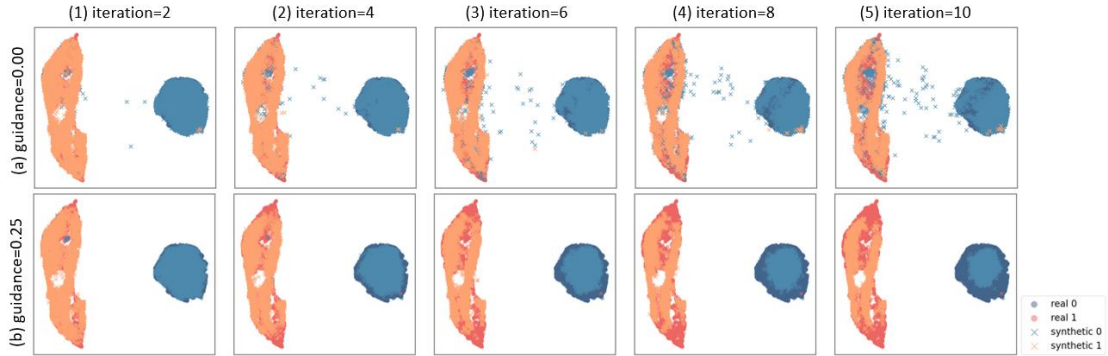 (1) iteration=2
(2) iteration=4
(3) iteration=6
(4) iteration=8
(5) iteration=10
(a) guidance=0.00
(b) guidance=0.25
real 0
real 1
synthetic 0
synthetic 1